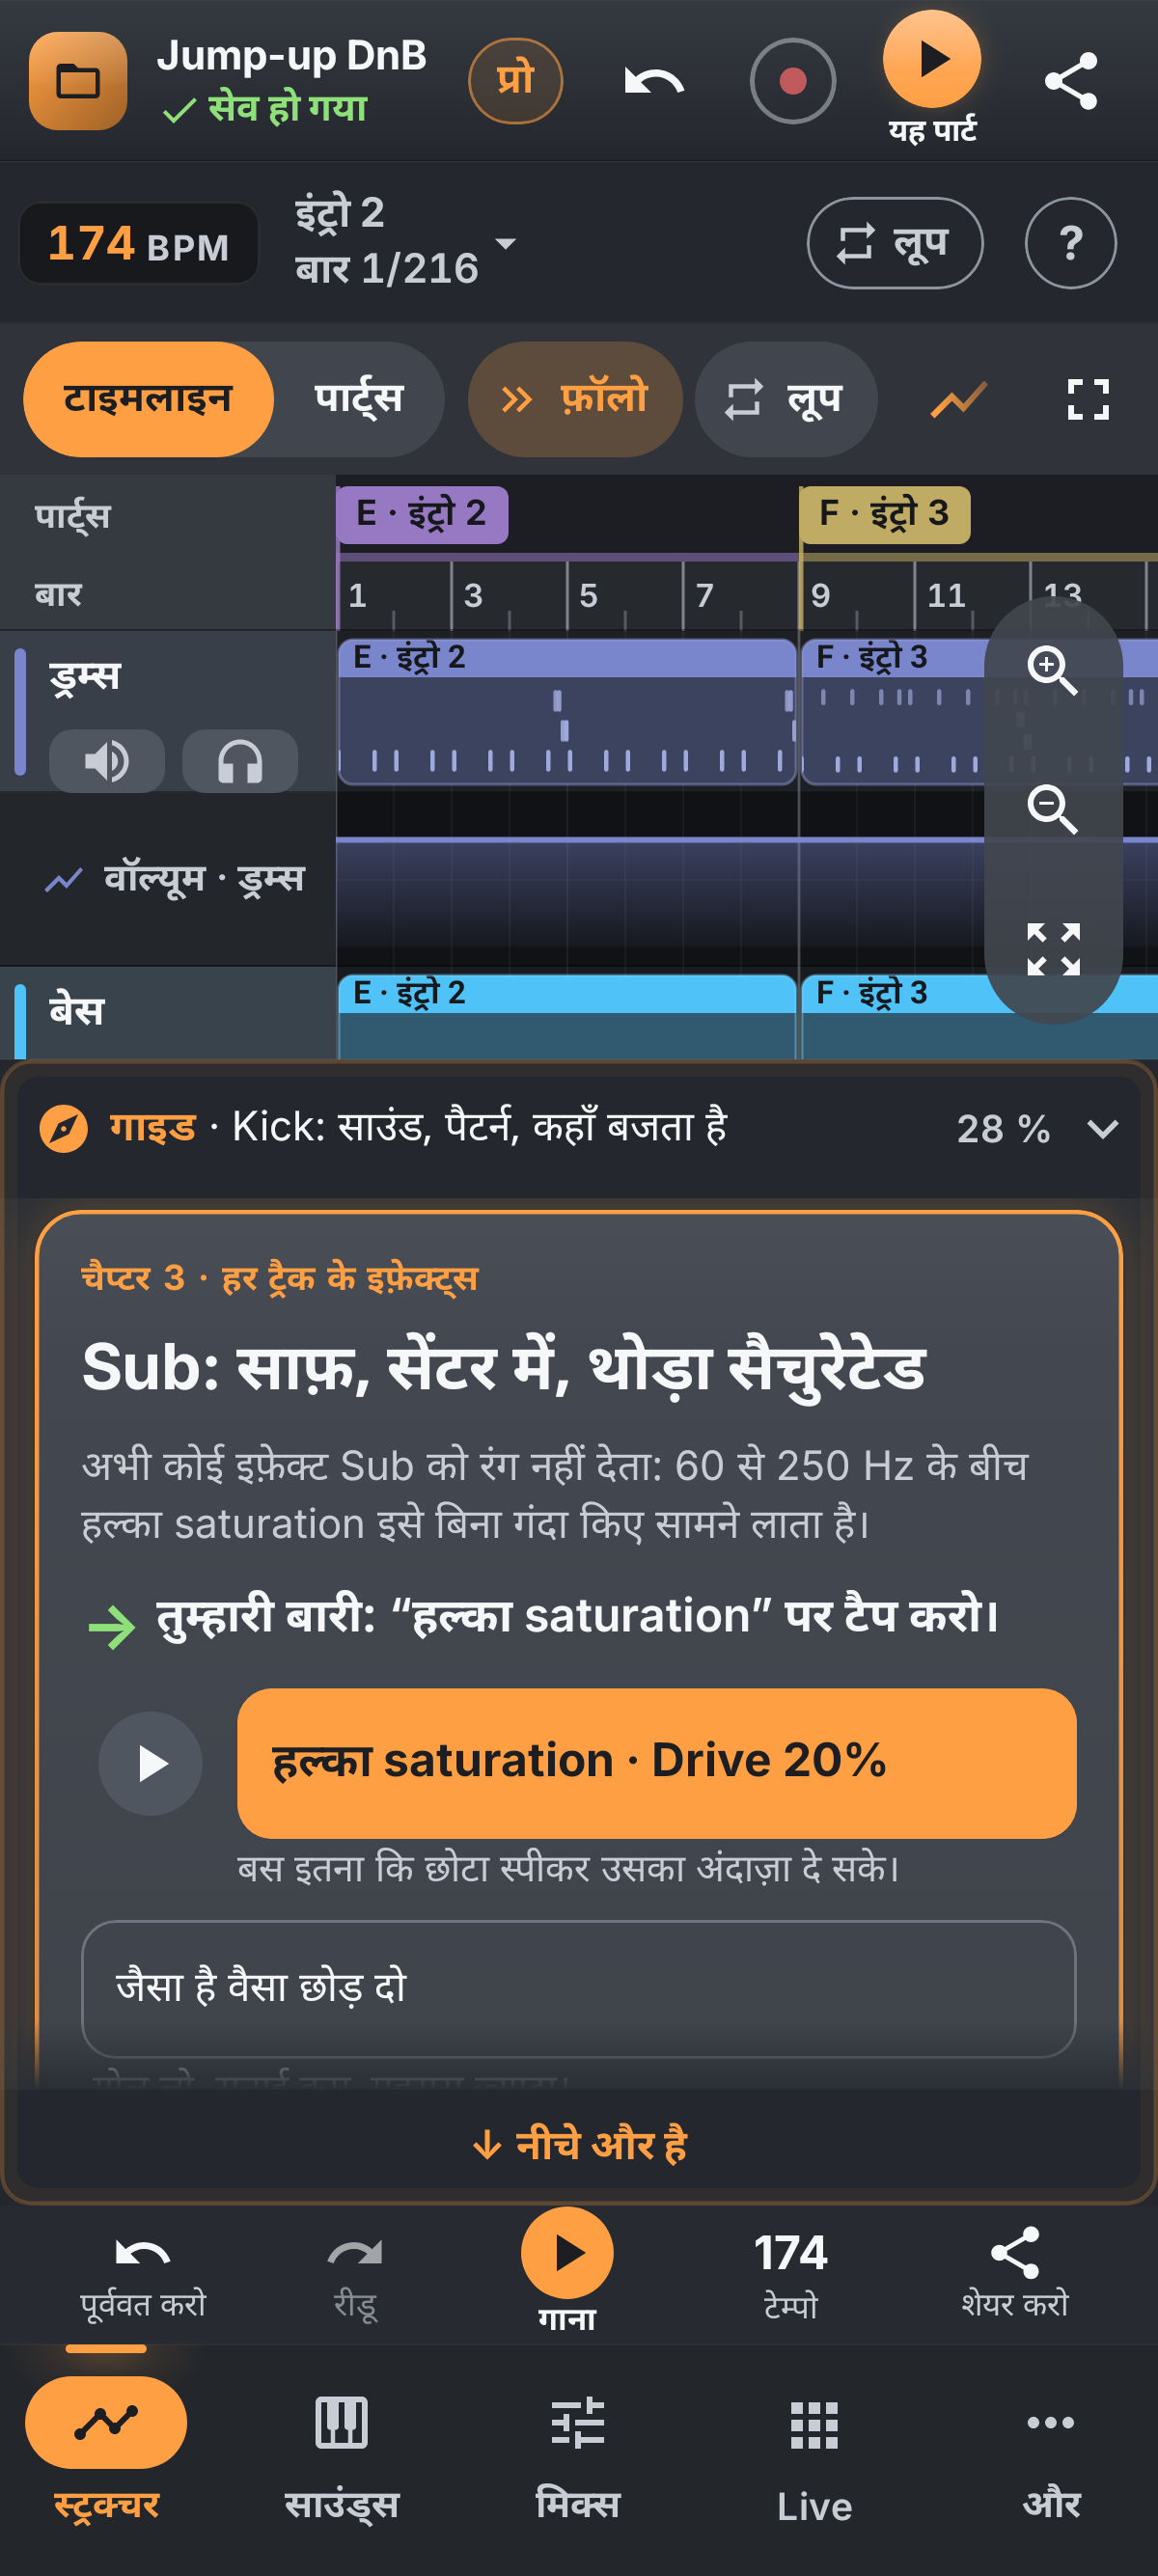 Jump-up DnB
सेव हो गया
प्रो
यह पार्ट
174 BPM
इंट्रो 2
बार 1/216
लूप
?
टाइमलाइन
पार्ट्स
फ़ॉलो
लूप
पार्ट्स
E · इंट्रो 2
F · इंट्रो 3
बार
1 3 5 7 9 11 13
ड्रम्स
E · इंट्रो 2
F · इंट्रो 3
वॉल्यूम · ड्रम्स
बेस
E · इंट्रो 2
F · इंट्रो 3
गाइड · Kick: साउंड, पैटर्न, कहाँ बजता है
28 %
चैप्टर 3 · हर ट्रैक के इफ़ेक्ट्स
Sub: साफ़, सेंटर में, थोड़ा सैचुरेटेड
अभी कोई इफ़ेक्ट Sub को रंग नहीं देता: 60 से 250 Hz के बीच
हल्का saturation इसे बिना गंदा किए सामने लाता है।
तुम्हारी बारी: “हल्का saturation” पर टैप करो।
हल्का saturation · Drive 20%
बस इतना कि छोटा स्पीकर उसका अंदाज़ा दे सके।
जैसा है वैसा छोड़ दो
नीचे और है
पूर्ववत करो
रीडू
गाना
174
टेम्पो
शेयर करो
स्ट्रक्चर
साउंड्स
मिक्स
Live
और